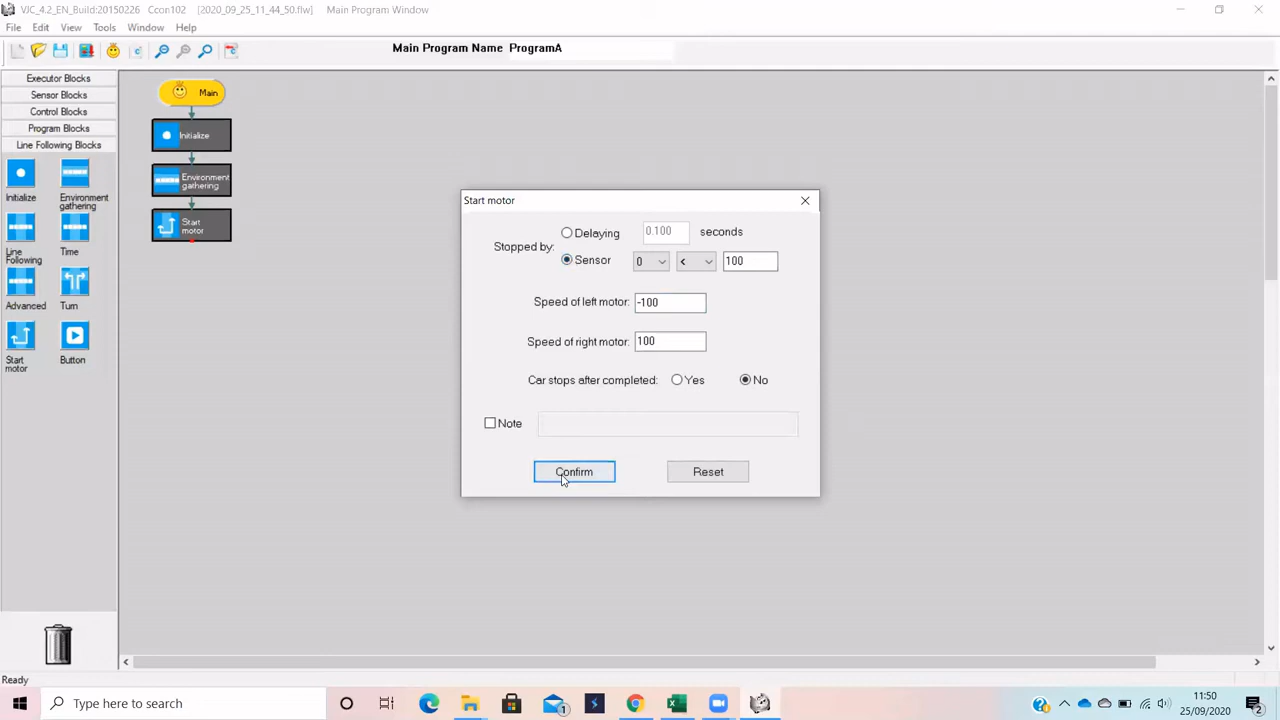 VJC_4.2_EN_Build:20150226 Ccon102 [2020_09_25_11_44_50.flw] Main Program Window
File Edit View Tools Window Help
Main Program Name ProgramA
Executor Blocks
Sensor Blocks
Control Blocks
Program Blocks
Line Following Blocks
Initialize
Environment
gathering
Line
Following
Time
Advanced
Turn
Start
motor
Button
Main
Initialize
Environment
gathering
Start
motor
Start motor
Stopped by:
Delaying 0.100 seconds
Sensor 0 < 100
Speed of left motor: -100
Speed of right motor: 100
Car stops after completed: Yes No
Note
Confirm Reset
Ready
Type here to search
11:50
25/09/2020
1
2